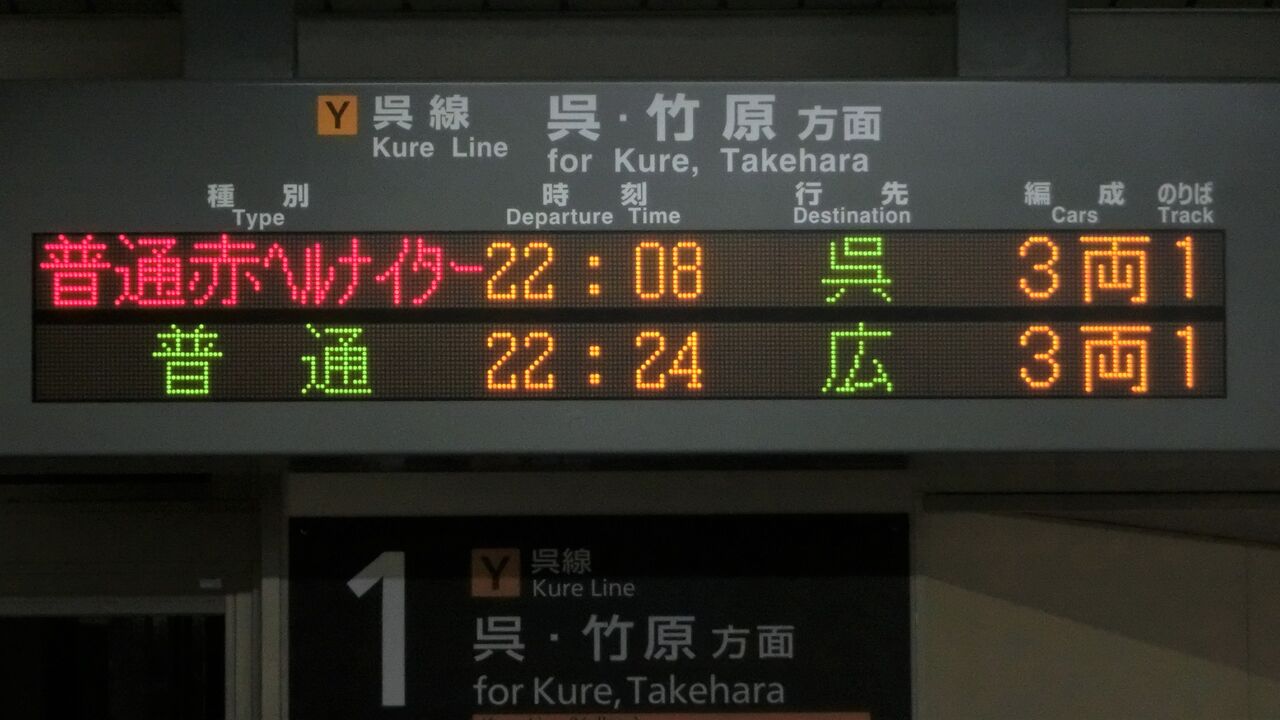 Y 呉線 呉・竹原 方面
Kure Line for Kure, Takehara
種別 時刻 行先 編成 のりば
Type Departure Time Destination Cars Track
普通赤ヘルナイター 22:08 呉 3両 1
普通 22:24 広 3両 1
1
Y 呉線
Kure Line
呉・竹原 方面
for Kure, Takehara